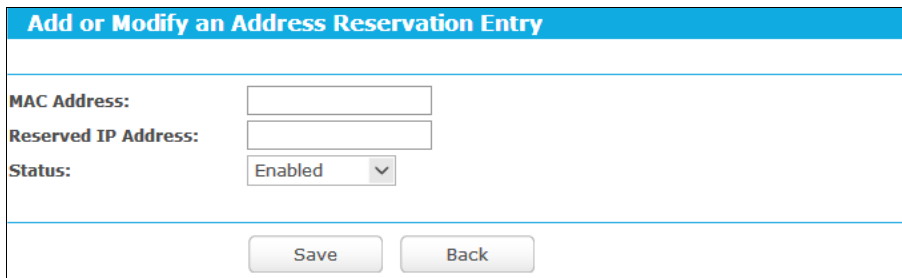 Add or Modify an Address Reservation Entry
MAC Address:
Reserved IP Address:
Status: Enabled
Save Back